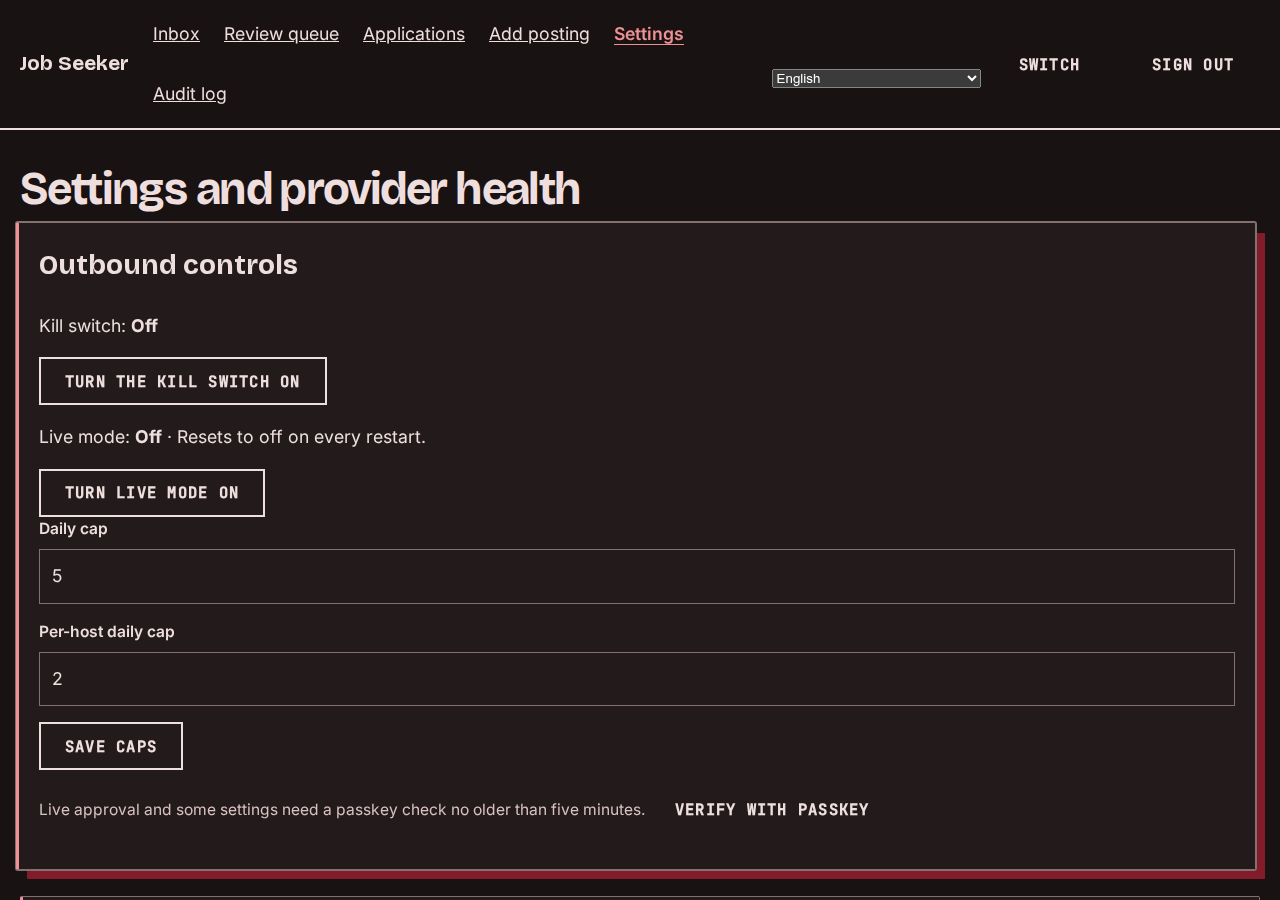 Job Seeker
Inbox Review queue Applications Add posting Settings
Audit log
English
SWITCH
SIGN OUT
Settings and provider health
Outbound controls
Kill switch: Off
TURN THE KILL SWITCH ON
Live mode: Off · Resets to off on every restart.
TURN LIVE MODE ON
Daily cap
5
Per-host daily cap
2
SAVE CAPS
Live approval and some settings need a passkey check no older than five minutes. VERIFY WITH PASSKEY